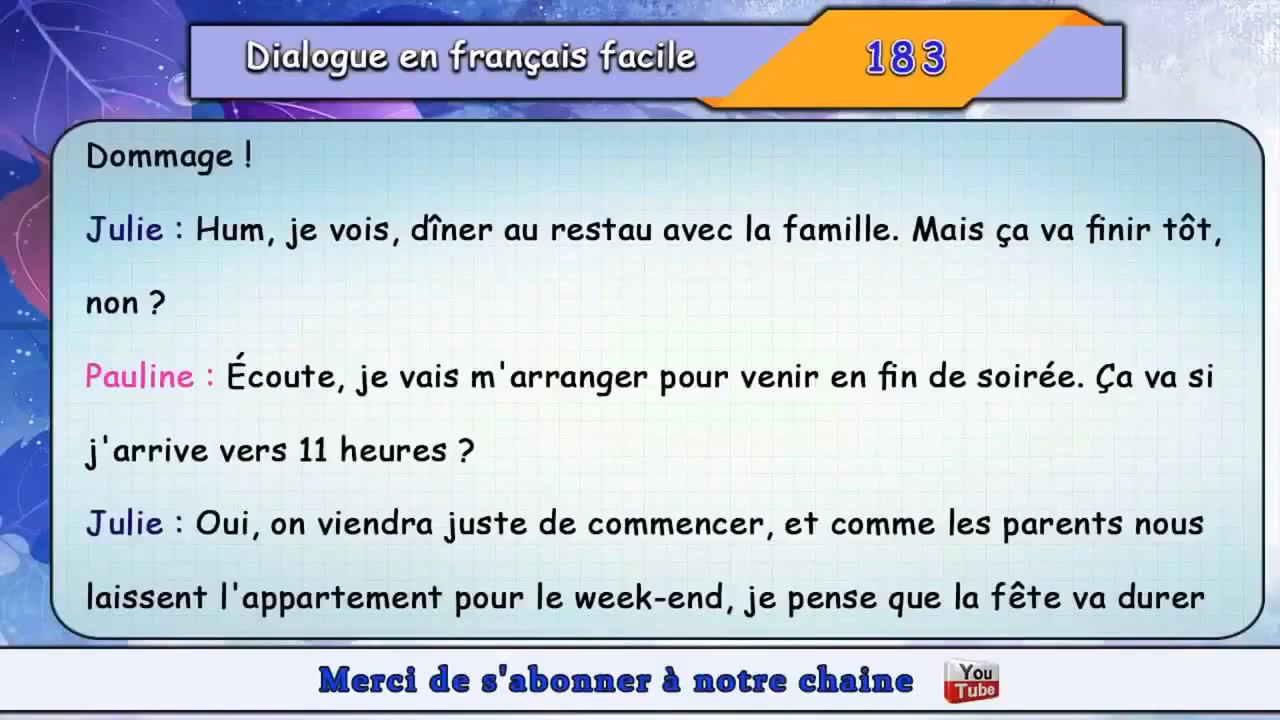 Dialogue en français facile
183
Dommage !
Julie : Hum, je vois, dîner au restau avec la famille. Mais ça va finir tôt,
non ?
Pauline : Écoute, je vais m'arranger pour venir en fin de soirée. Ça va si
j'arrive vers 11 heures ?
Julie : Oui, on viendra juste de commencer, et comme les parents nous
laissent l'appartement pour le week-end, je pense que la fête va durer
Merci de s'abonner à notre chaine
You
Tube